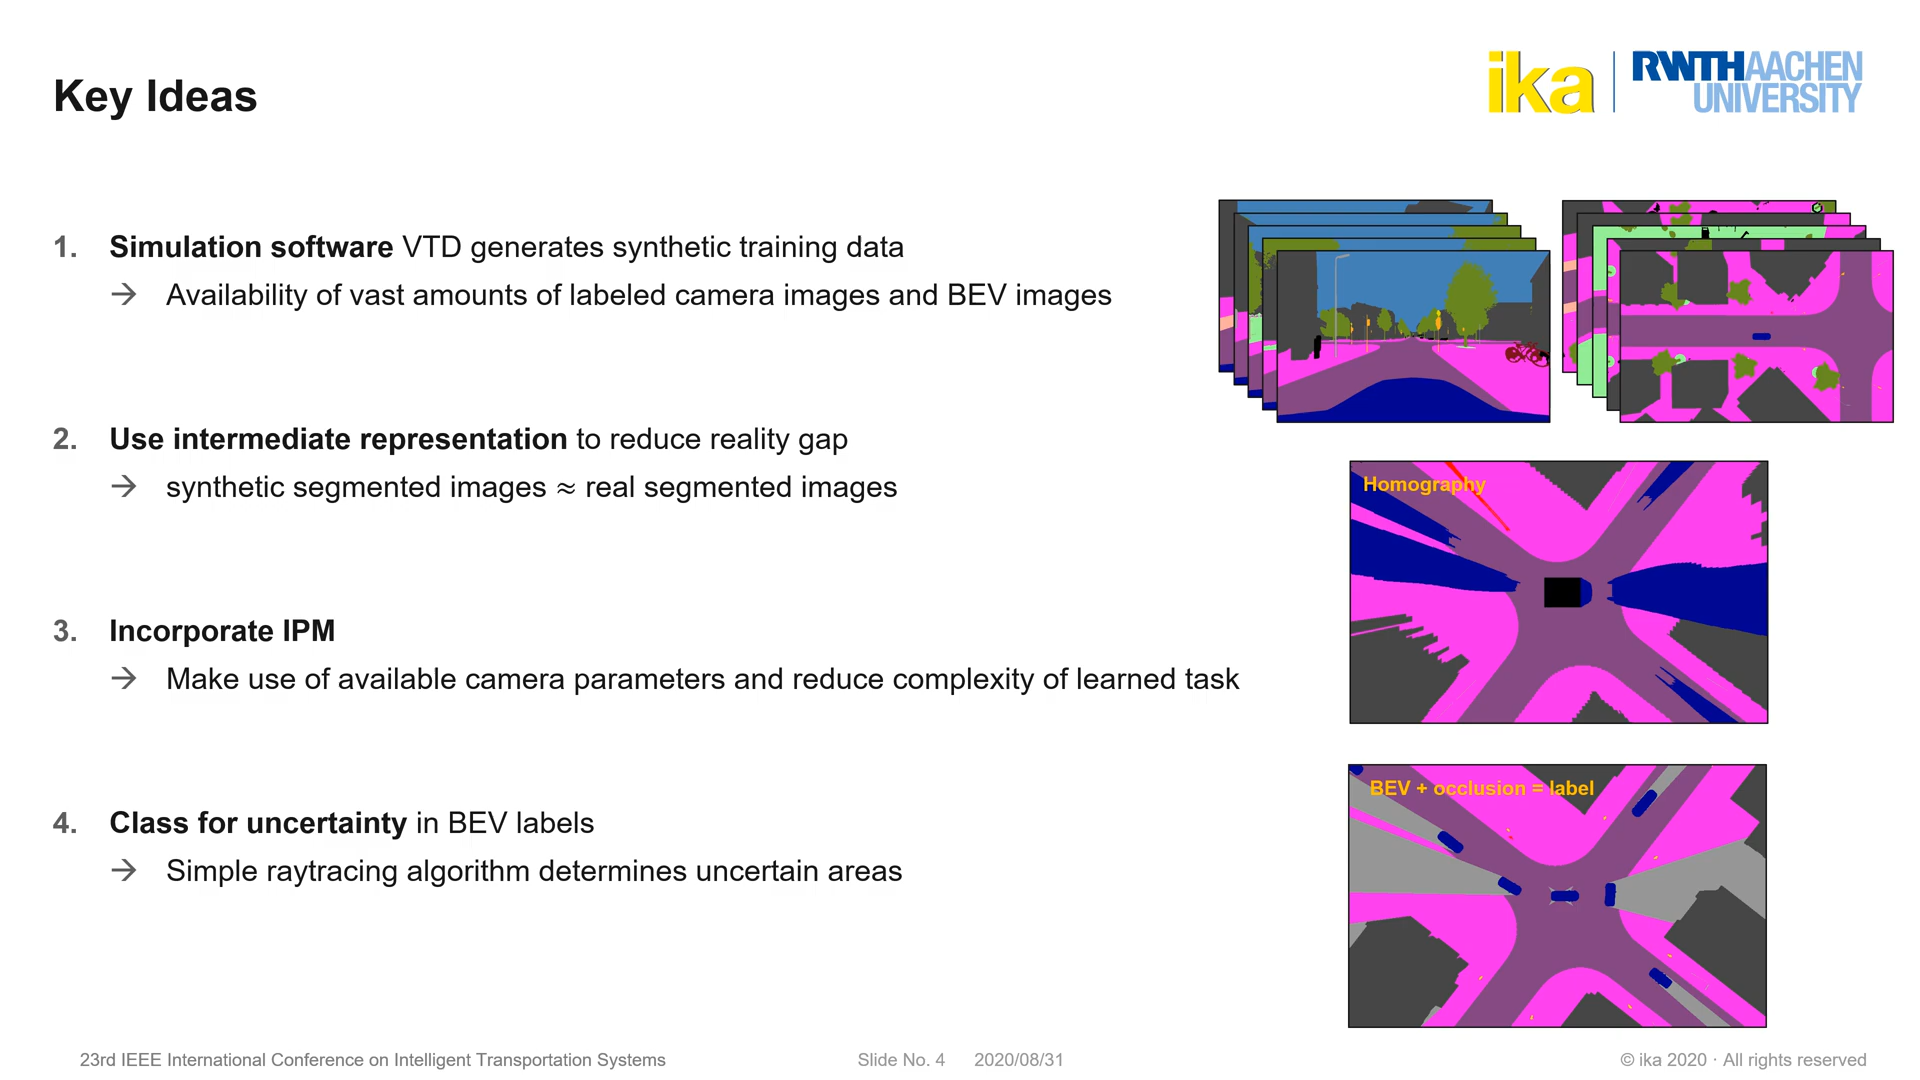 Key Ideas
ika
RWTHAACHEN
UNIVERSITY
1. Simulation software VTD generates synthetic training data
→ Availability of vast amounts of labeled camera images and BEV images
2. Use intermediate representation to reduce reality gap
→ synthetic segmented images ≈ real segmented images
Homography
3. Incorporate IPM
→ Make use of available camera parameters and reduce complexity of learned task
BEV + occlusion = label
4. Class for uncertainty in BEV labels
→ Simple raytracing algorithm determines uncertain areas
23rd IEEE International Conference on Intelligent Transportation Systems
Slide No. 4 2020/08/31
© ika 2020 · All rights reserved